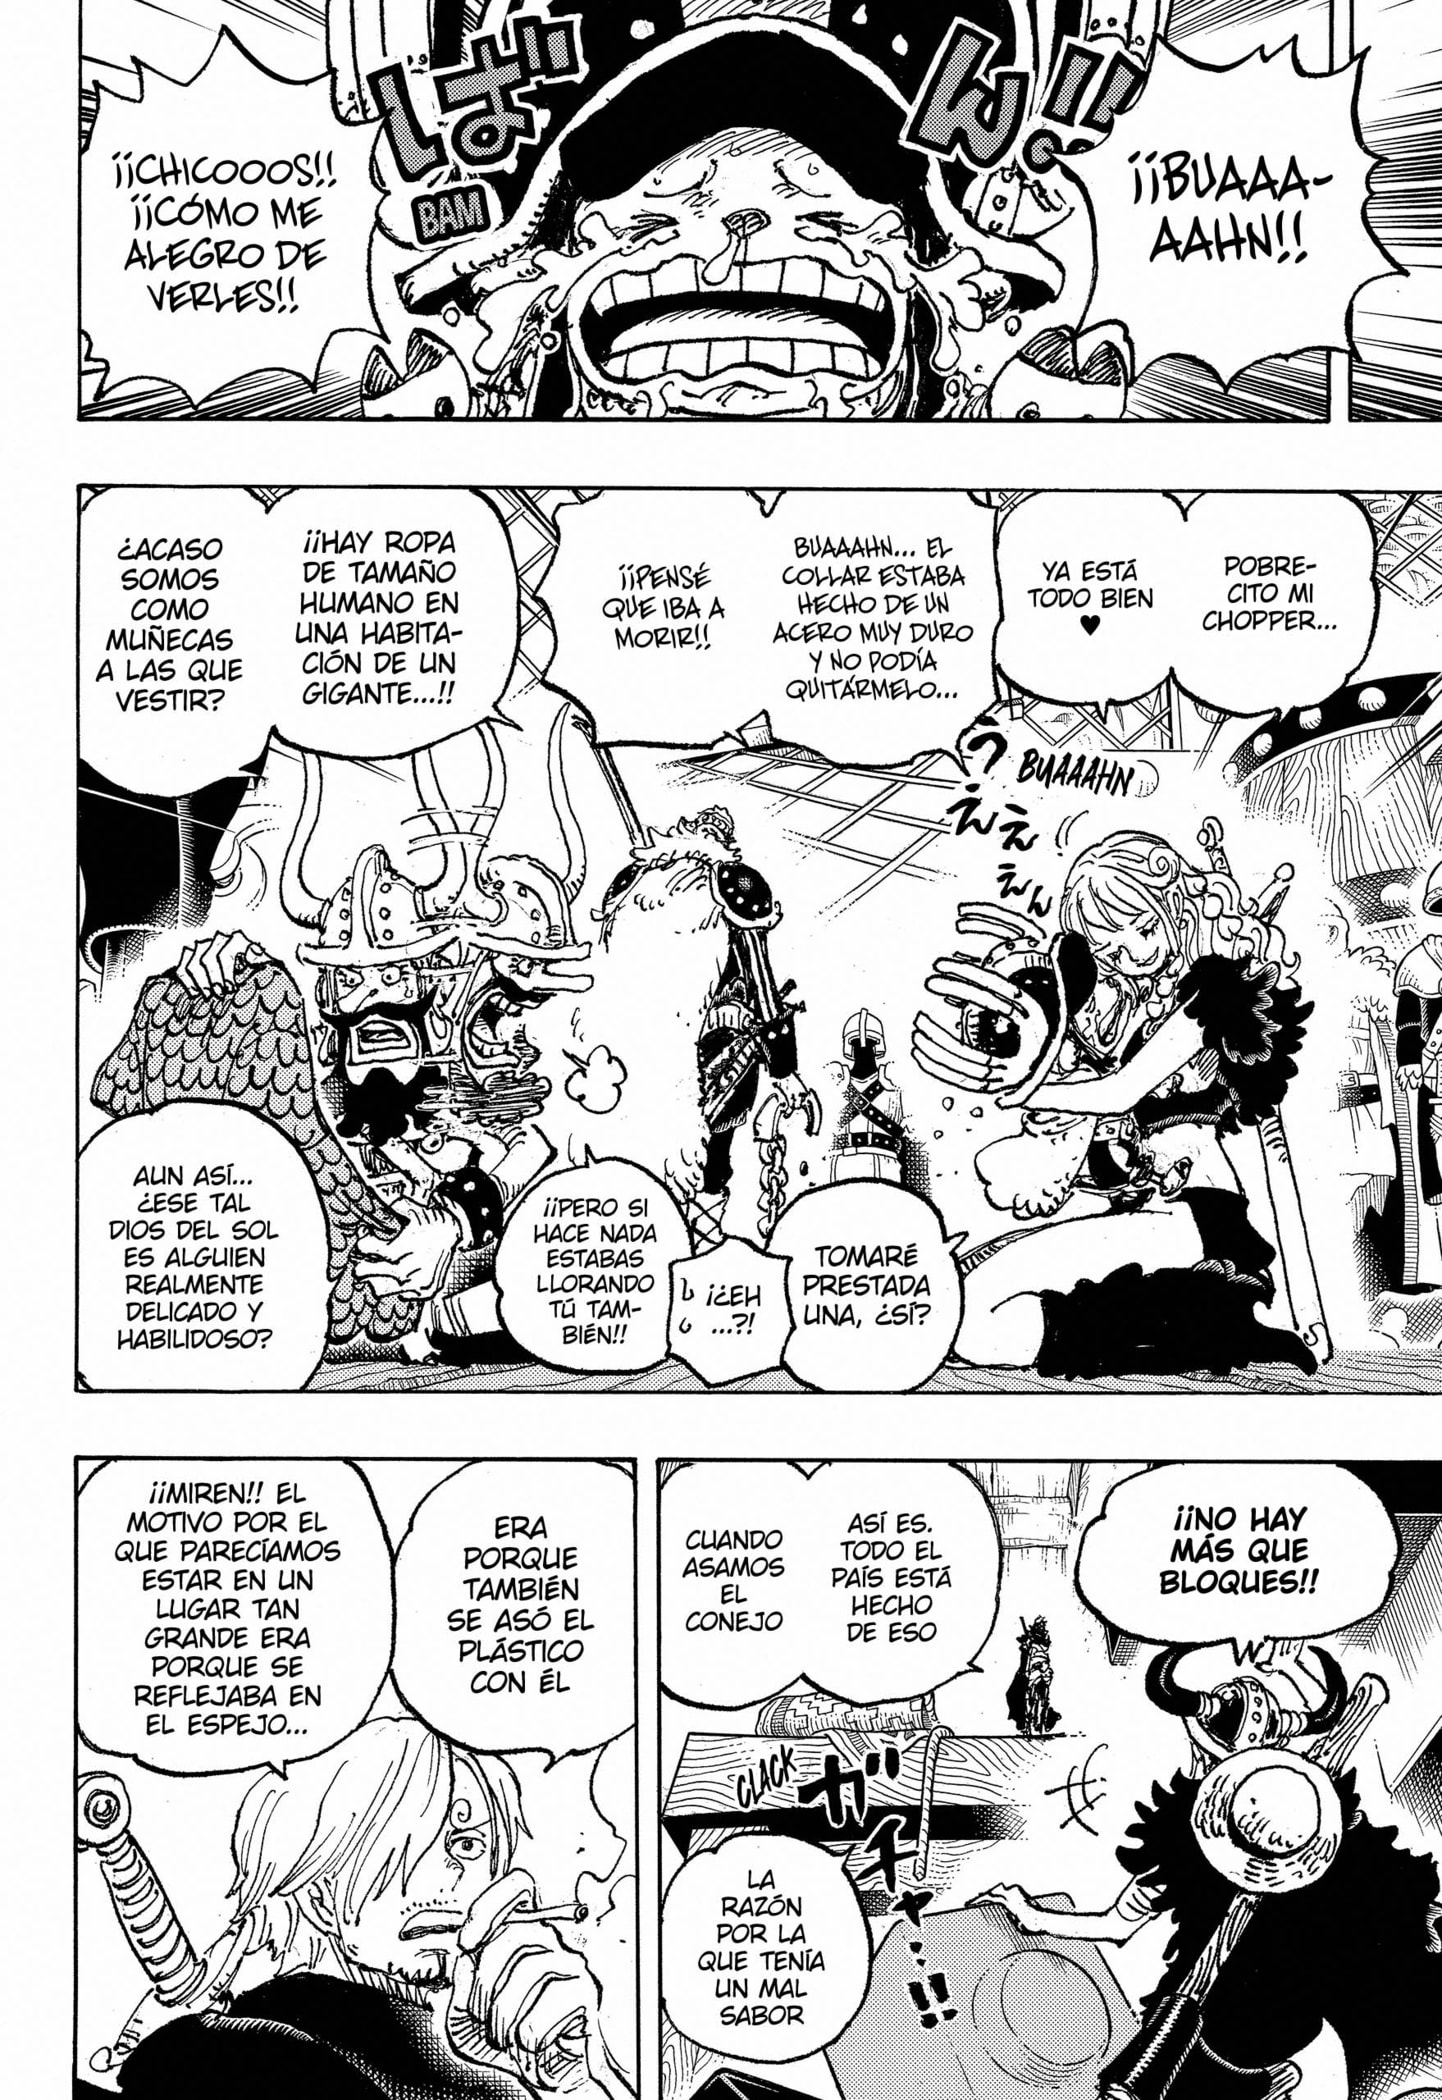 ¡¡BUAAA-
AAHN!!
ばん!!
BAM
¡¡CHICOOOS!!
¡¡CÓMO ME
ALEGRO DE
VERLES!!
POBRE-
CITO MI
CHOPPER...
YA ESTÁ
TODO BIEN
♥
BUAAAHN... EL
COLLAR ESTABA
HECHO DE UN
ACERO MUY DURO
Y NO PODÍA
QUITÁRMELO...
¡¡PENSÉ
QUE IBA A
MORIR!!
うえんえぇえん
BUAAAHN
¡¡HAY ROPA
DE TAMAÑO
HUMANO EN
UNA HABITA-
CIÓN DE UN
GIGANTE...!!
¿ACASO
SOMOS
COMO
MUÑECAS
A LAS QUE
VESTIR?
TOMARÉ
PRESTADA
UNA, ¿SÍ?
¡¿EH
...?!
¡¡PERO SI
HACE NADA
ESTABAS
LLORANDO
TÚ TAM-
BIÉN!!
AUN ASÍ...
¿ESE TAL
DIOS DEL SOL
ES ALGUIEN
REALMENTE
DELICADO Y
HABILIDOSO?
¡¡NO HAY
MÁS QUE
BLOQUES!!
ASÍ ES.
TODO EL
PAÍS ESTÁ
HECHO
DE ESO
CUANDO
ASAMOS
EL
CONEJO
CLACK
ガチャ…!!
LA
RAZÓN
POR LA
QUE TENÍA
UN MAL
SABOR
ERA
PORQUE
TAMBIÉN
SE ASÓ EL
PLÁSTICO
CON ÉL
¡¡MIREN!! EL
MOTIVO POR EL
QUE PARECÍAMOS
ESTAR EN UN
LUGAR TAN
GRANDE ERA
PORQUE SE
REFLEJABA EN
EL ESPEJO...